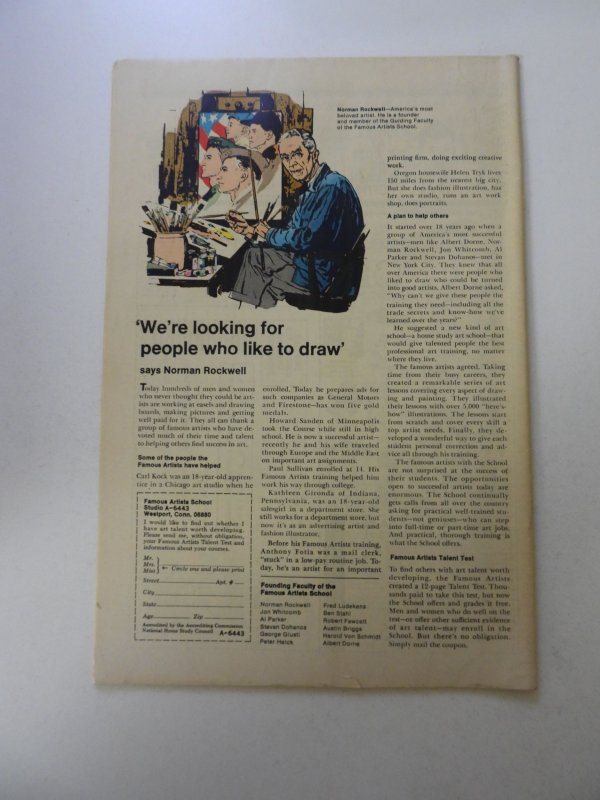 Norman Rockwell—America's most
beloved artist. He is a founder
and member of the Guiding Faculty
of the Famous Artists School.
'We're looking for
people who like to draw'
says Norman Rockwell
Today hundreds of men and women
who never thought they could be art-
ists are working at easels and drawing
boards, making pictures and getting
well paid for it. They all can thank a
group of famous artists who have de-
voted much of their time and talent
to helping others find success in art.
Some of the people the
Famous Artists have helped
Carl Kock was an 18-year-old appren-
tice in a Chicago art studio when he
enrolled. Today he prepares ads for
such companies as General Motors
and Firestone—has won five gold
medals.
Howard Sanden of Minneapolis
took the Course while still in high
school. He is now a successful artist—
recently he and his wife traveled
through Europe and the Middle East
on important art assignments.
Paul Sullivan enrolled at 14. His
Famous Artists training helped him
work his way through college.
Kathleen Gironda of Indiana,
Pennsylvania, was an 18-year-old
salesgirl in a department store. She
still works for a department store, but
now it's as an advertising artist and
fashion illustrator.
Before his Famous Artists training,
Anthony Fotia was a mail clerk,
"stuck" in a low-pay routine job. To-
day, he's an artist for an important
printing firm, doing exciting creative
work.
Oregon housewife Helen Tryk lives
150 miles from the nearest big city.
But she does fashion illustration, has
her own studio, runs an art work
shop, does portraits.
A plan to help others
It started over 18 years ago when a
group of America's most successful
artists—men like Albert Dorne, Nor-
man Rockwell, Jon Whitcomb, Al
Parker and Stevan Dohanos—met in
New York City. They knew that all
over America there were people who
liked to draw who could be turned
into good artists. Albert Dorne asked,
"Why can't we give these people the
training they need—including all the
trade secrets and know-how we've
learned over the years?"
He suggested a new kind of art
school—a home study art school—that
would give talented people the best
professional art training, no matter
where they live.
The famous artists agreed. Taking
time from their busy careers, they
created a remarkable series of art
lessons covering every aspect of draw-
ing and painting. They illustrated
their lessons with over 5,000 "here's-
how" illustrations. The lessons start
from scratch and cover every skill a
top artist needs. Finally, they de-
veloped a wonderful way to give each
student personal correction and ad-
vice all through his training.
The famous artists with the School
are not surprised at the success of
their students. The opportunities
open to successful artists today are
enormous. The School continually
gets calls from all over the country
asking for practical well-trained stu-
dents—not geniuses—who can step
into full-time or part-time art jobs.
And practical, thorough training is
what the School offers.
Famous Artists Talent Test
To find others with art talent worth
developing, the Famous Artists
created a 12-page Talent Test. Thou-
sands paid to take this test, but now
the School offers and grades it free.
Men and women who do well on the
test—or offer other sufficient evidence
of art talent—may enroll in the
School. But there's no obligation.
Simply mail the coupon.
Famous Artists School
Studio A-6443
Westport, Conn. 06880
I would like to find out whether I
have art talent worth developing.
Please send me, without obligation,
your Famous Artists Talent Test and
information about your courses.
Mr.
Mrs.
Miss
Circle one and please print
Street Apt. #
City
State
Age Zip
Accredited by the Accrediting Commission
National Home Study Council A-6443
Founding Faculty of the
Famous Artists School
Norman Rockwell
Jon Whitcomb
Al Parker
Stevan Dohanos
George Giusti
Peter Helck
Fred Ludekens
Ben Stahl
Robert Fawcett
Austin Briggs
Harold Von Schmidt
Albert Dorne